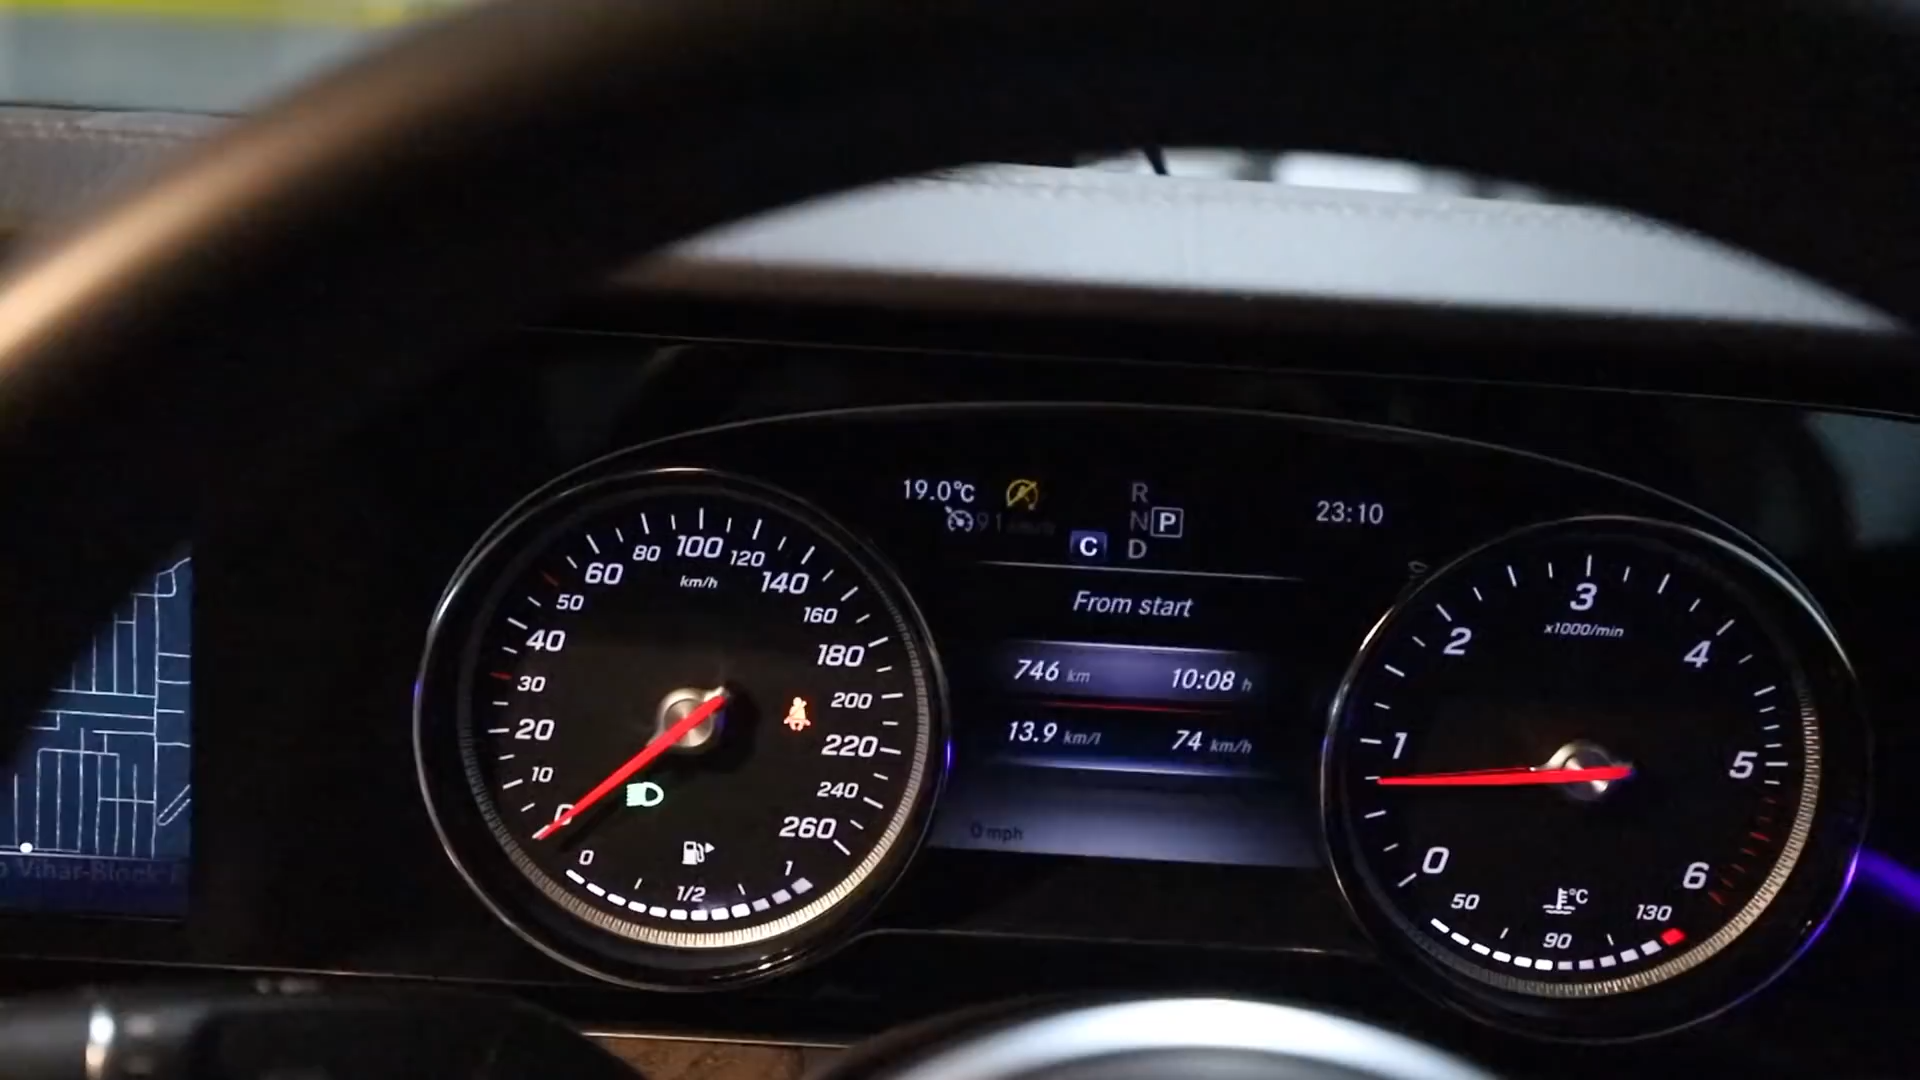 19.0°C
91 km/h
R
N P
C D
23:10
From start
746 km 10:08 h
13.9 km/l 74 km/h
0 mph
0
10
20
30
40
50
60
80
100
120
140
160
180
200
220
240
260
km/h
0
1/2
1
0
1
2
3
4
5
6
x1000/min
50
90
130
°C
Vihar-Block